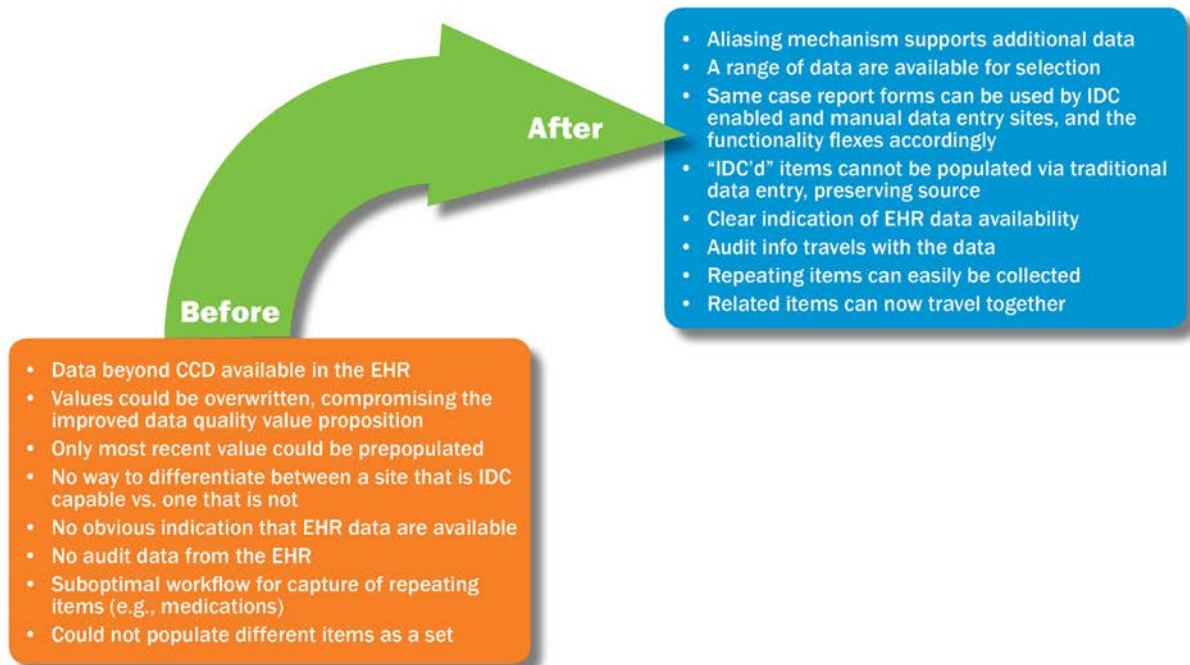 After
• Aliasing mechanism supports additional data
• A range of data are available for selection
• Same case report forms can be used by IDC
enabled and manual data entry sites, and the
functionality flexes accordingly
• “IDC’d” items cannot be populated via traditional
data entry, preserving source
• Clear indication of EHR data availability
• Audit info travels with the data
• Repeating items can easily be collected
• Related items can now travel together
Before
• Data beyond CCD available in the EHR
• Values could be overwritten, compromising the
improved data quality value proposition
• Only most recent value could be prepopulated
• No way to differentiate between a site that is IDC
capable vs. one that is not
• No obvious indication that EHR data are available
• No audit data from the EHR
• Suboptimal workflow for capture of repeating
items (e.g., medications)
• Could not populate different items as a set